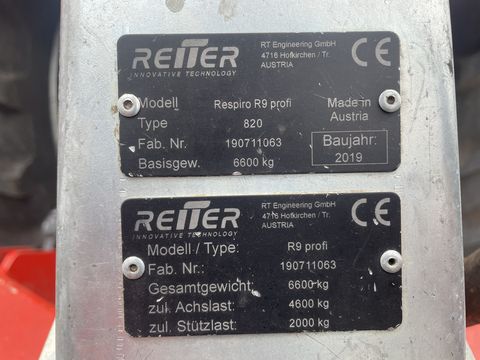 REITER
INNOVATIVE TECHNOLOGY
RT Engineering GmbH
4716 Hofkirchen / Tr.
AUSTRIA
CE
Modell Respiro R9 profi Made in
Austria
Type 820
Fab. Nr. 190711063 Baujahr:
Basisgew. 6600 kg 2019
REITER
INNOVATIVE TECHNOLOGY
RT Engineering GmbH
4716 Hofkirchen / Tr.
AUSTRIA
CE
Modell / Type: R9 profi
Fab. Nr.: 190711063
Gesamtgewicht: 6600 kg
zul. Achslast: 4600 kg
zul. Stützlast: 2000 kg